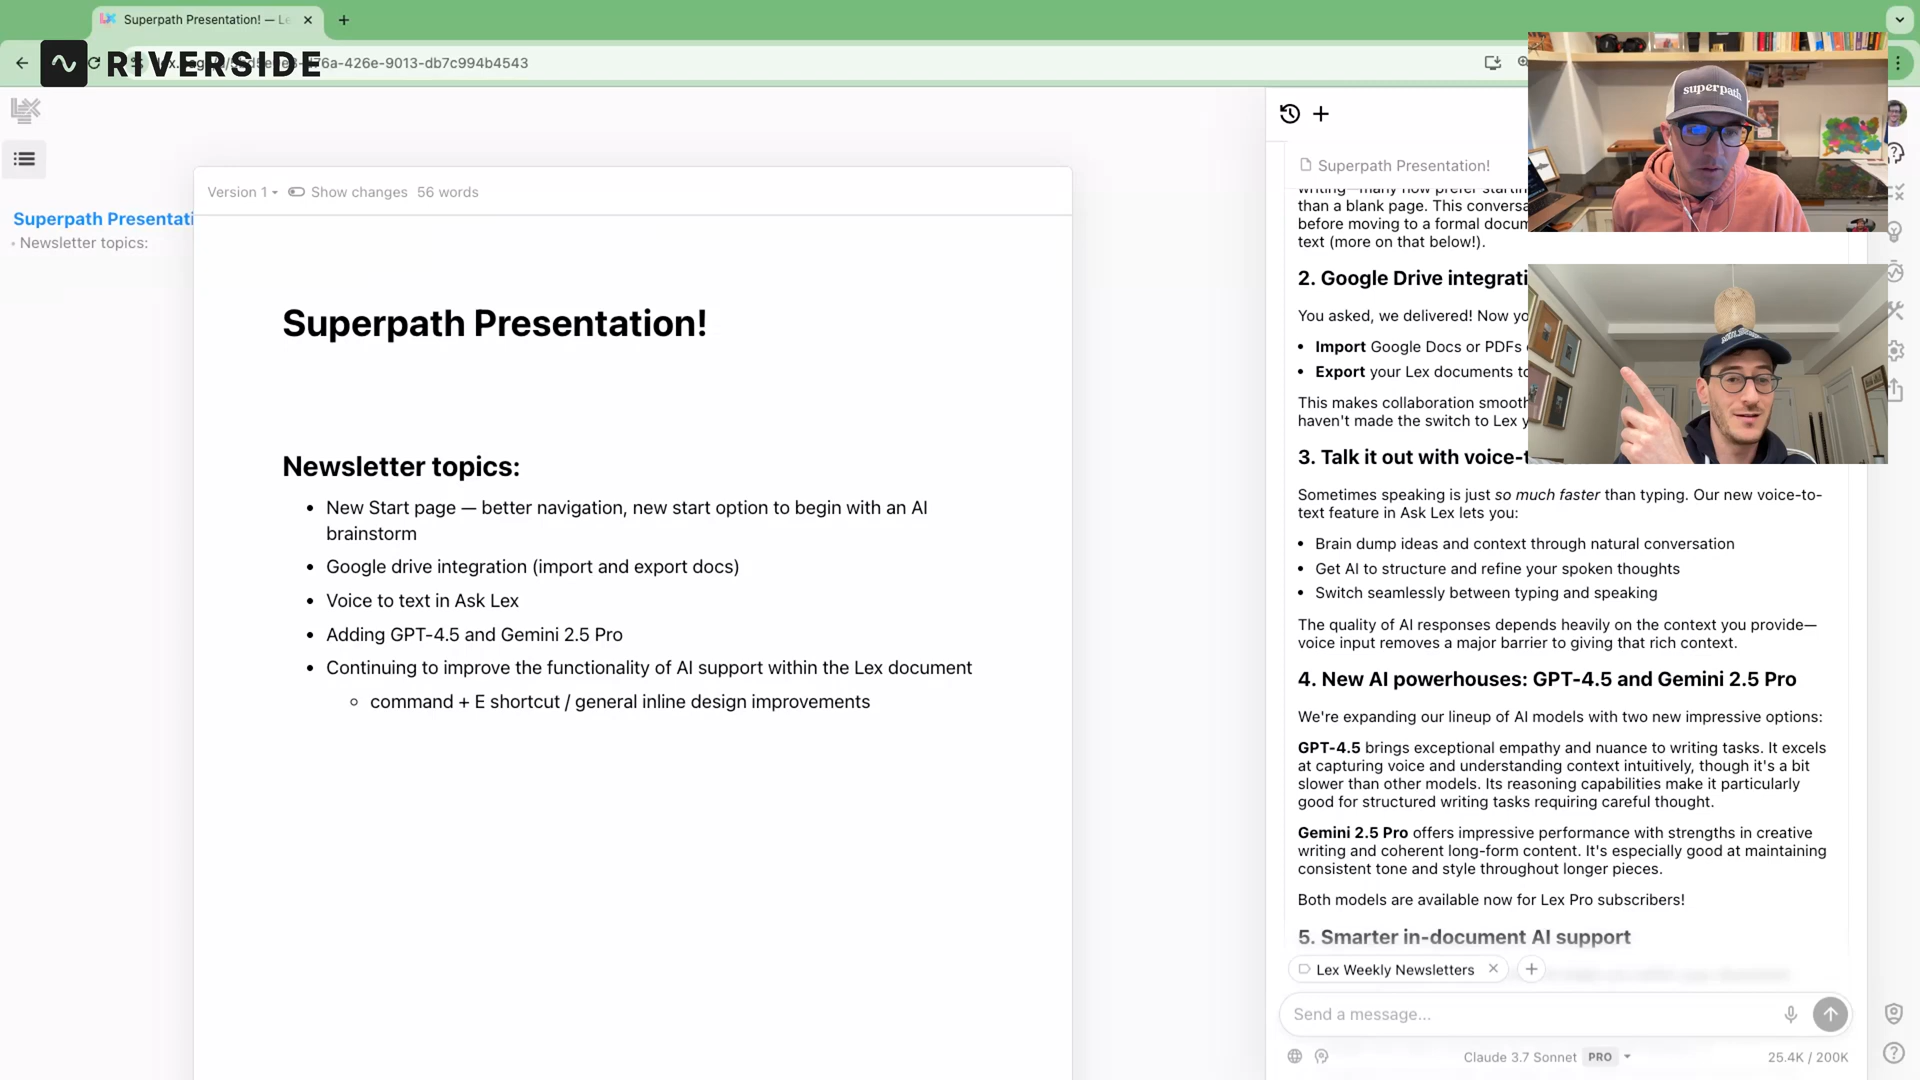 Superpath Presentation! — Le
RIVERSIDE
76a-426e-9013-db7c994b4543
superpath
Superpath Presentati
Newsletter topics:
Version 1
Show changes
56 words
Superpath Presentation!
Newsletter topics:
New Start page — better navigation, new start option to begin with an AI
brainstorm
Google drive integration (import and export docs)
Voice to text in Ask Lex
Adding GPT-4.5 and Gemini 2.5 Pro
Continuing to improve the functionality of AI support within the Lex document
command + E shortcut / general inline design improvements
Superpath Presentation!
writing—many now prefer startin
than a blank page. This conversa
before moving to a formal docum
text (more on that below!).
2. Google Drive integrati
You asked, we delivered! Now yo
Import Google Docs or PDFs
Export your Lex documents to
This makes collaboration smooth
haven't made the switch to Lex y
3. Talk it out with voice-t
Sometimes speaking is just so much faster than typing. Our new voice-to-
text feature in Ask Lex lets you:
Brain dump ideas and context through natural conversation
Get AI to structure and refine your spoken thoughts
Switch seamlessly between typing and speaking
The quality of AI responses depends heavily on the context you provide—
voice input removes a major barrier to giving that rich context.
4. New AI powerhouses: GPT-4.5 and Gemini 2.5 Pro
We're expanding our lineup of AI models with two new impressive options:
GPT-4.5 brings exceptional empathy and nuance to writing tasks. It excels
at capturing voice and understanding context intuitively, though it's a bit
slower than other models. Its reasoning capabilities make it particularly
good for structured writing tasks requiring careful thought.
Gemini 2.5 Pro offers impressive performance with strengths in creative
writing and coherent long-form content. It's especially good at maintaining
consistent tone and style throughout longer pieces.
Both models are available now for Lex Pro subscribers!
5. Smarter in-document AI support
Lex Weekly Newsletters
Send a message...
Claude 3.7 Sonnet PRO
25.4K / 200K